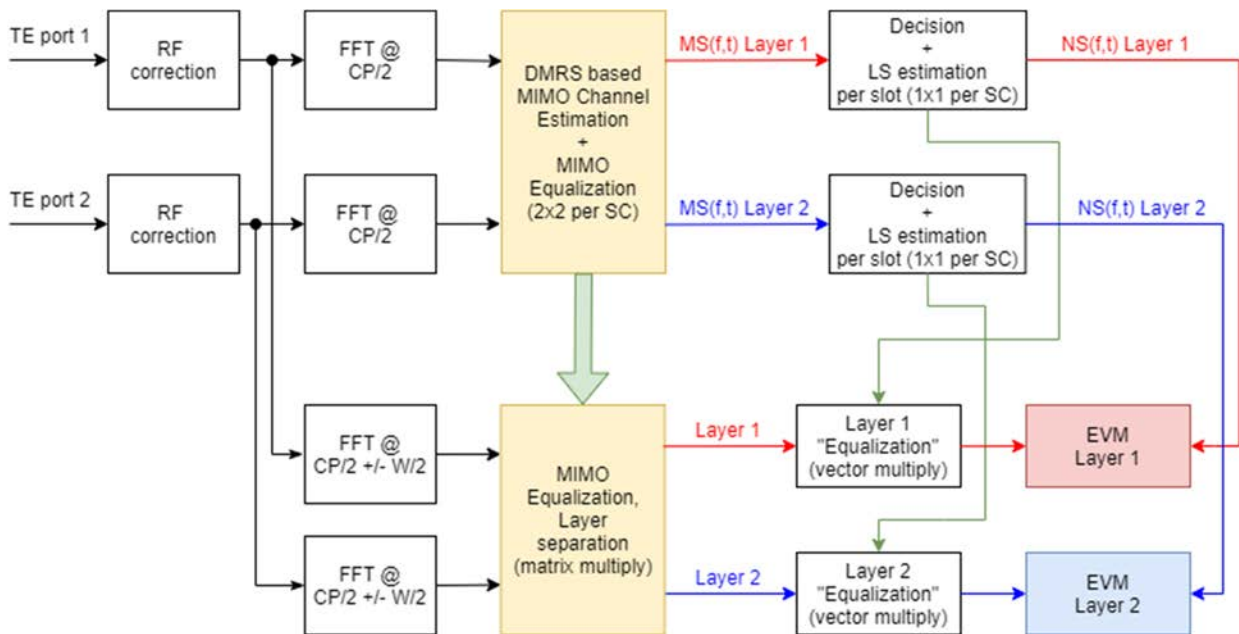 TE port 1
RF
correction
FFT @
CP/2
DMRS based
MIMO Channel
Estimation
+
MIMO
Equalization
(2x2 per SC)
MS(f,t) Layer 1
Decision
+
LS estimation
per slot (1x1 per SC)
NS(f,t) Layer 1
TE port 2
RF
correction
FFT @
CP/2
MS(f,t) Layer 2
Decision
+
LS estimation
per slot (1x1 per SC)
NS(f,t) Layer 2
FFT @
CP/2 +/- W/2
MIMO
Equalization,
Layer
separation
(matrix multiply)
Layer 1
Layer 1
"Equalization"
(vector multiply)
EVM
Layer 1
FFT @
CP/2 +/- W/2
Layer 2
Layer 2
"Equalization"
(vector multiply)
EVM
Layer 2